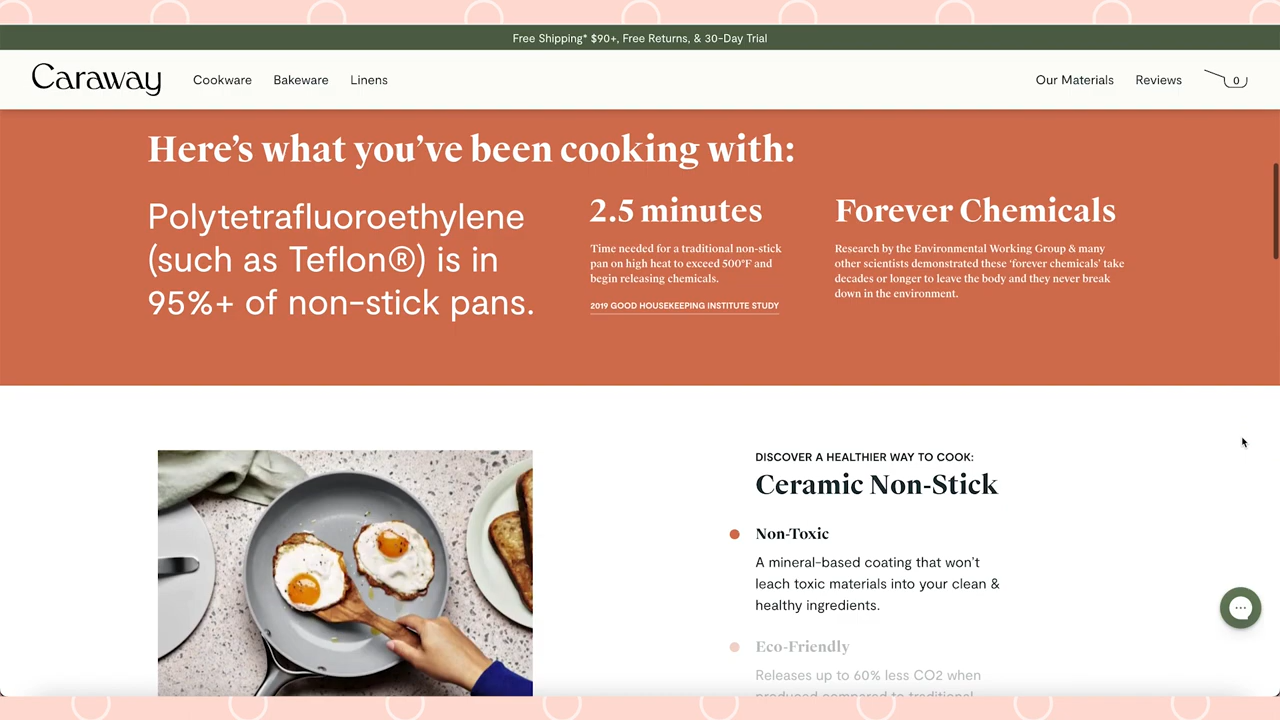 Free Shipping* $90+, Free Returns, & 30-Day Trial
Caraway
Cookware
Bakeware
Linens
Our Materials
Reviews
0
Here's what you've been cooking with:
Polytetrafluoroethylene
(such as Teflon®) is in
95%+ of non-stick pans.
2.5 minutes
Time needed for a traditional non-stick
pan on high heat to exceed 500°F and
begin releasing chemicals.
2019 GOOD HOUSEKEEPING INSTITUTE STUDY
Forever Chemicals
Research by the Environmental Working Group & many
other scientists demonstrated these 'forever chemicals' take
decades or longer to leave the body and they never break
down in the environment.
DISCOVER A HEALTHIER WAY TO COOK:
Ceramic Non-Stick
Non-Toxic
A mineral-based coating that won't
leach toxic materials into your clean &
healthy ingredients.
Eco-Friendly
Releases up to 60% less CO2 when
produced compared to traditional